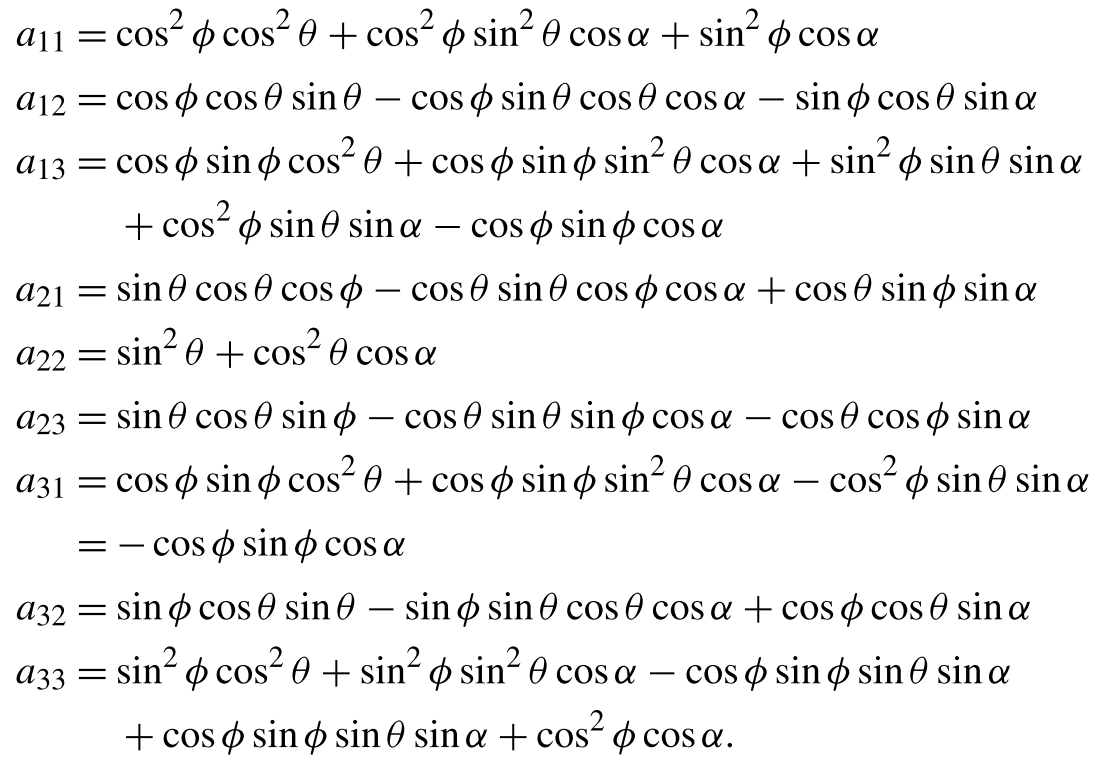 a₁₁ = cos² ϕ cos² θ + cos² ϕ sin² θ cos α + sin² ϕ cos α
a₁₂ = cos ϕ cos θ sin θ − cos ϕ sin θ cos θ cos α − sin ϕ cos θ sin α
a₁₃ = cos ϕ sin ϕ cos² θ + cos ϕ sin ϕ sin² θ cos α + sin² ϕ sin θ sin α
+ cos² ϕ sin θ sin α − cos ϕ sin ϕ cos α
a₂₁ = sin θ cos θ cos ϕ − cos θ sin θ cos ϕ cos α + cos θ sin ϕ sin α
a₂₂ = sin² θ + cos² θ cos α
a₂₃ = sin θ cos θ sin ϕ − cos θ sin θ sin ϕ cos α − cos θ cos ϕ sin α
a₃₁ = cos ϕ sin ϕ cos² θ + cos ϕ sin ϕ sin² θ cos α − cos² ϕ sin θ sin α
= − cos ϕ sin ϕ cos α
a₃₂ = sin ϕ cos θ sin θ − sin ϕ sin θ cos θ cos α + cos ϕ cos θ sin α
a₃₃ = sin² ϕ cos² θ + sin² ϕ sin² θ cos α − cos ϕ sin ϕ sin θ sin α
+ cos ϕ sin ϕ sin θ sin α + cos² ϕ cos α.